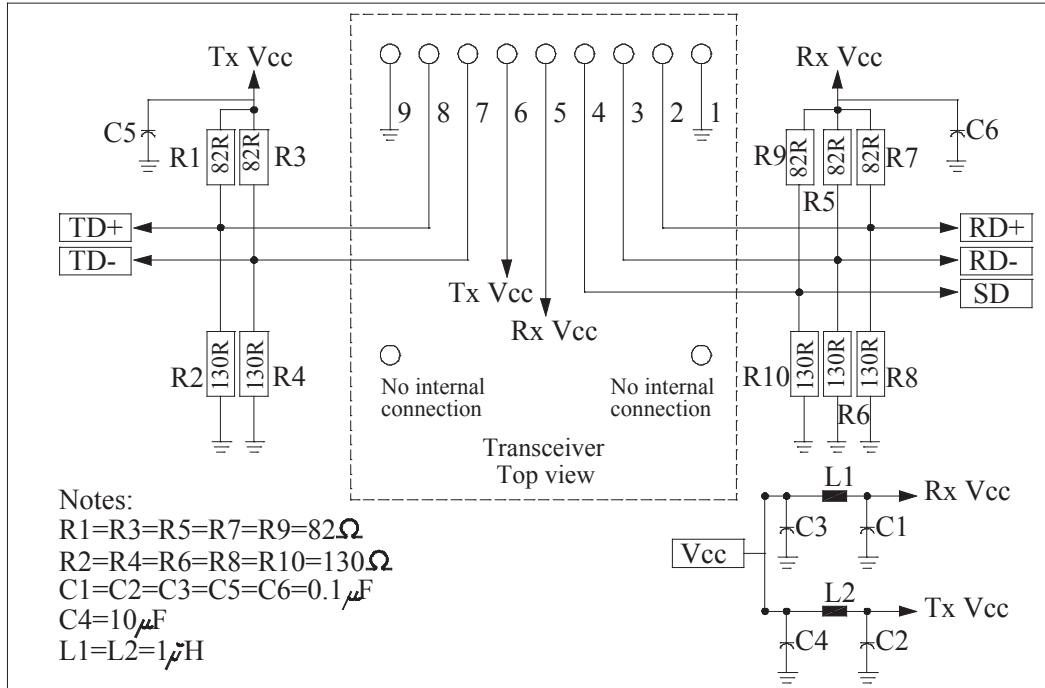 Tx Vcc
Rx Vcc
9 8 7 6 5 4 3 2 1
C5
C6
R1 82R 82R R3
R9 82R 82R 82R R7
R5
TD+
RD+
TD-
RD-
SD
Tx Vcc
Rx Vcc
R2 130R 130R R4
R10 130R 130R 130R R8
R6
No internal
connection
No internal
connection
Transceiver
Top view
Notes:
R1=R3=R5=R7=R9=82Ω
R2=R4=R6=R8=R10=130Ω
C1=C2=C3=C5=C6=0.1μF
C4=10μF
L1=L2=1μH
L1
Rx Vcc
C3
C1
Vcc
L2
Tx Vcc
C4
C2